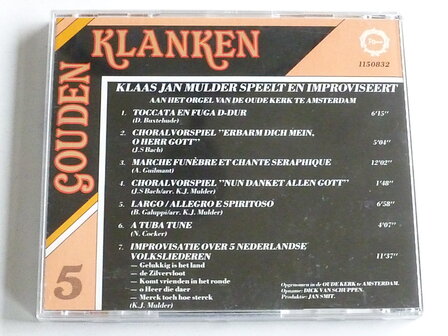 GOUDEN
KLANKEN
1150832
KLAAS JAN MULDER SPEELT EN IMPROVISEERT
AAN HET ORGEL VAN DE OUDE KERK TE AMSTERDAM
1. TOCCATA EN FUGA D-DUR 6'15"
(D. Buxtehude)
2. CHORALVORSPIEL "ERBARM DICH MEIN,
O HERR GOTT" 5'04"
(J.S Bach)
3. MARCHE FUNÈBRE ET CHANTE SERAPHIQUE 12'02"
(A. Guilmant)
4. CHORALVORSPIEL "NUN DANKET ALLEN GOTT" 1'48"
(J.S Bach/arr. K.J. Mulder)
5. LARGO/ALLEGRO E SPIRITOSO 6'58"
(B. Galuppi/arr. K.J. Mulder)
6. A TUBA TUNE 4'07"
(N. Cocker)
7. IMPROVISATIE OVER 5 NEDERLANDSE
VOLKSLIEDEREN 11'37"
— Gelukkig is het land
— de Zilvervloot
— Komt vrienden in het ronde
— o Heer die daer
— Merck toch hoe sterck
(K.J. Mulder)
Opgenomen in de OUDE KERK te AMSTERDAM.
Opname: DICK VAN SCHUPPEN.
Produktie: JAN SMIT.
5